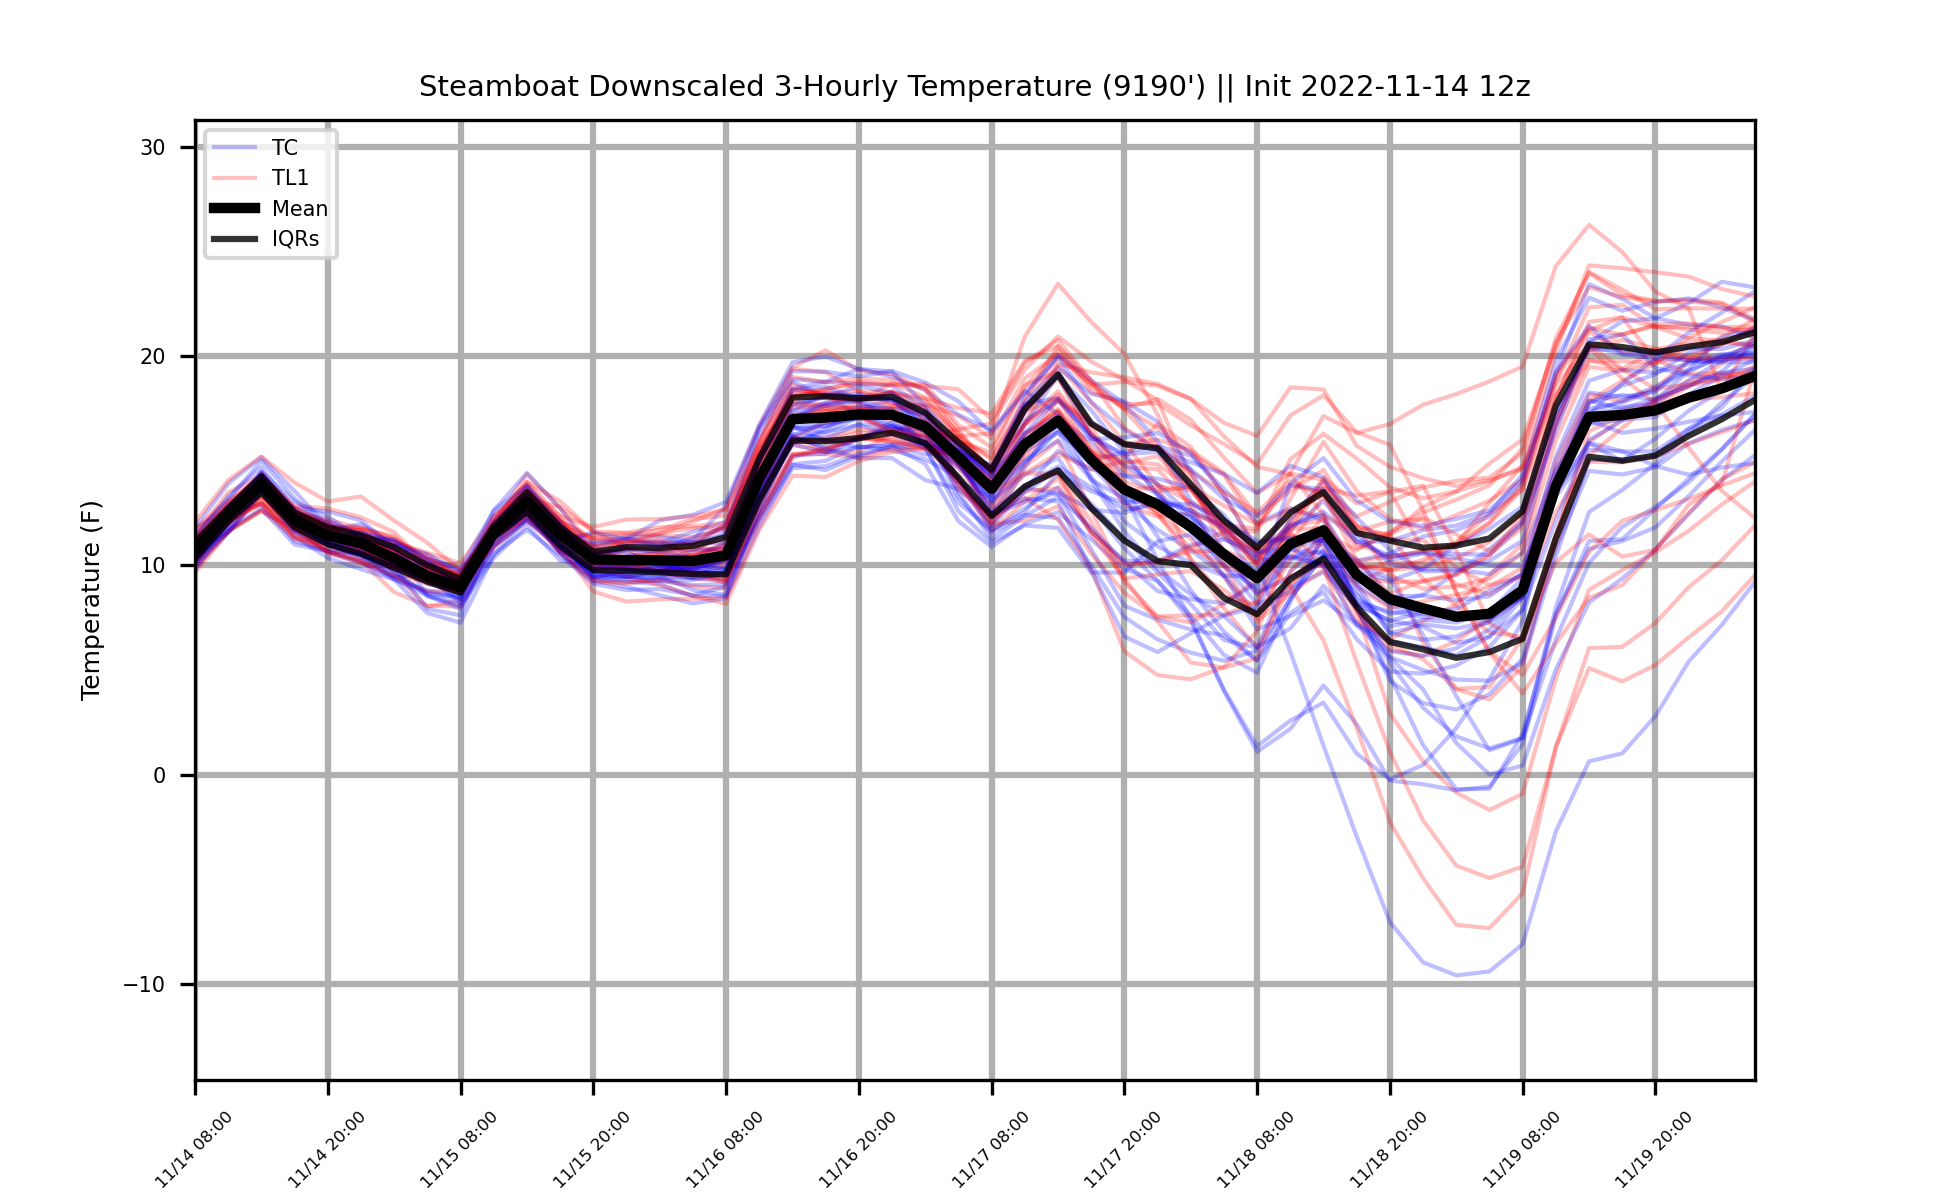 Steamboat Downscaled 3-Hourly Temperature (9190') || Init 2022-11-14 12z
TC
TL1
Mean
IQRs
Temperature (F)
30
20
10
0
−10
11/14 08:00
11/14 20:00
11/15 08:00
11/15 20:00
11/16 08:00
11/16 20:00
11/17 08:00
11/17 20:00
11/18 08:00
11/18 20:00
11/19 08:00
11/19 20:00